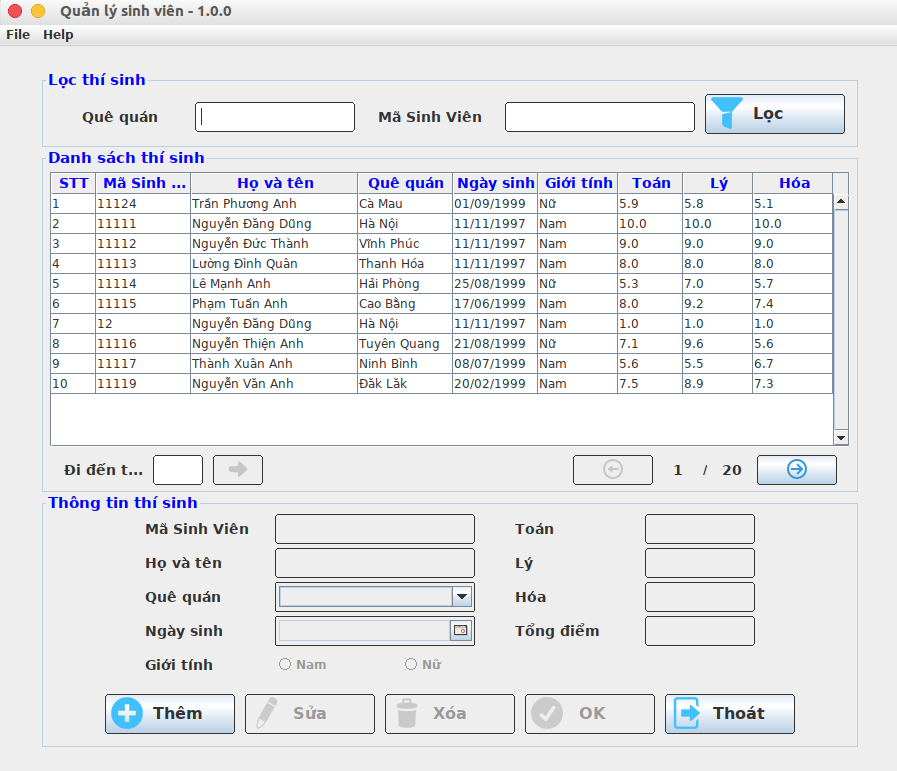 Quản lý sinh viên - 1.0.0
File Help
Lọc thí sinh
Quê quán Mã Sinh Viên Lọc
Danh sách thí sinh
STT Mã Sinh ... Họ và tên Quê quán Ngày sinh Giới tính Toán Lý Hóa
1 11124 Trần Phương Anh Cà Mau 01/09/1999 Nữ 5.9 5.8 5.1
2 11111 Nguyễn Đăng Dũng Hà Nội 11/11/1997 Nam 10.0 10.0 10.0
3 11112 Nguyễn Đức Thành Vĩnh Phúc 11/11/1997 Nam 9.0 9.0 9.0
4 11113 Lường Đình Quân Thanh Hóa 11/11/1997 Nam 8.0 8.0 8.0
5 11114 Lê Mạnh Anh Hải Phòng 25/08/1999 Nữ 5.3 7.0 5.7
6 11115 Phạm Tuấn Anh Cao Bằng 17/06/1999 Nam 8.0 9.2 7.4
7 12 Nguyễn Đăng Dũng Hà Nội 11/11/1997 Nam 1.0 1.0 1.0
8 11116 Nguyễn Thiện Anh Tuyên Quang 21/08/1999 Nữ 7.1 9.6 5.6
9 11117 Thành Xuân Anh Ninh Bình 08/07/1999 Nam 5.6 5.5 6.7
10 11119 Nguyễn Văn Anh Đăk Lăk 20/02/1999 Nam 7.5 8.9 7.3
Đi đến t... 1 / 20
Thông tin thí sinh
Mã Sinh Viên Toán
Họ và tên Lý
Quê quán Hóa
Ngày sinh Tổng điểm
Giới tính Nam Nữ
Thêm Sửa Xóa OK Thoát